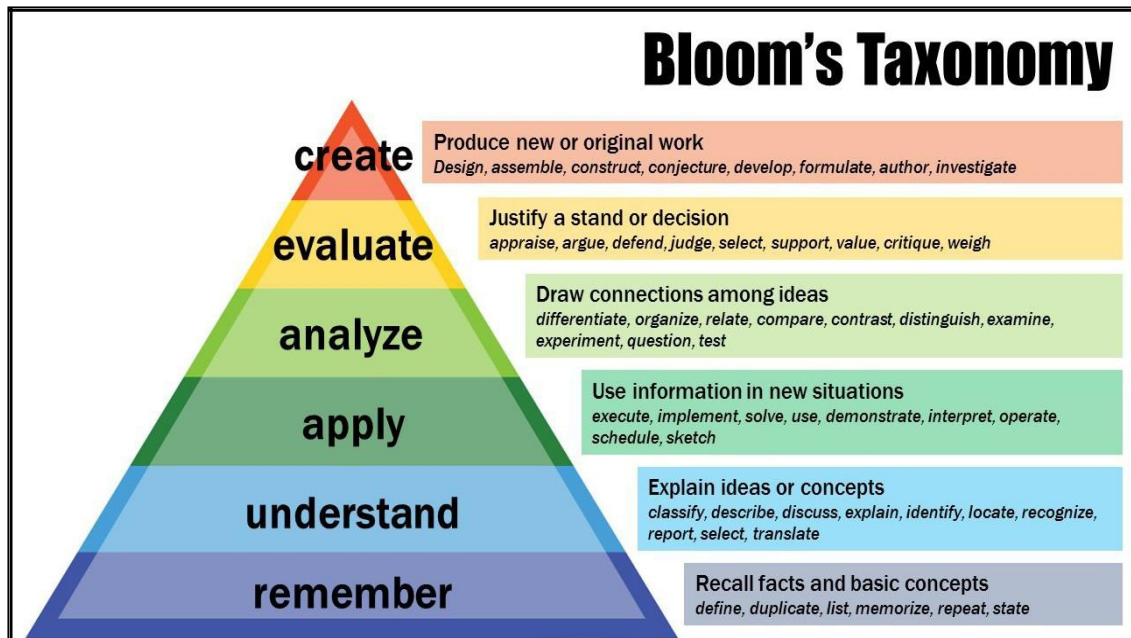 Bloom's Taxonomy
create
Produce new or original work
Design, assemble, construct, conjecture, develop, formulate, author, investigate
evaluate
Justify a stand or decision
appraise, argue, defend, judge, select, support, value, critique, weigh
analyze
Draw connections among ideas
differentiate, organize, relate, compare, contrast, distinguish, examine,
experiment, question, test
apply
Use information in new situations
execute, implement, solve, use, demonstrate, interpret, operate,
schedule, sketch
understand
Explain ideas or concepts
classify, describe, discuss, explain, identify, locate, recognize,
report, select, translate
remember
Recall facts and basic concepts
define, duplicate, list, memorize, repeat, state